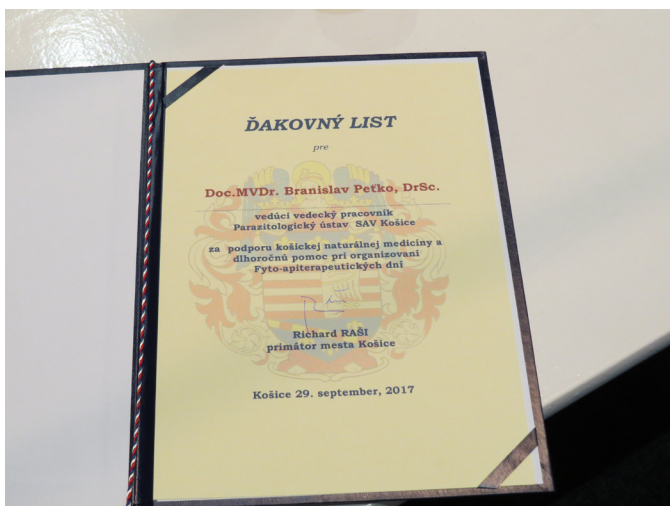 ĎAKOVNÝ LIST
pre
Doc.MVDr. Branislav Peťko, DrSc.
vedúci vedecký pracovník
Parazitologický ústav SAV Košice
za podporu košickej naturálnej medicíny a
dlhoročnú pomoc pri organizovaní
Fyto-apiterapeutických dní
Richard RAŠI
primátor mesta Košice
Košice 29. september, 2017